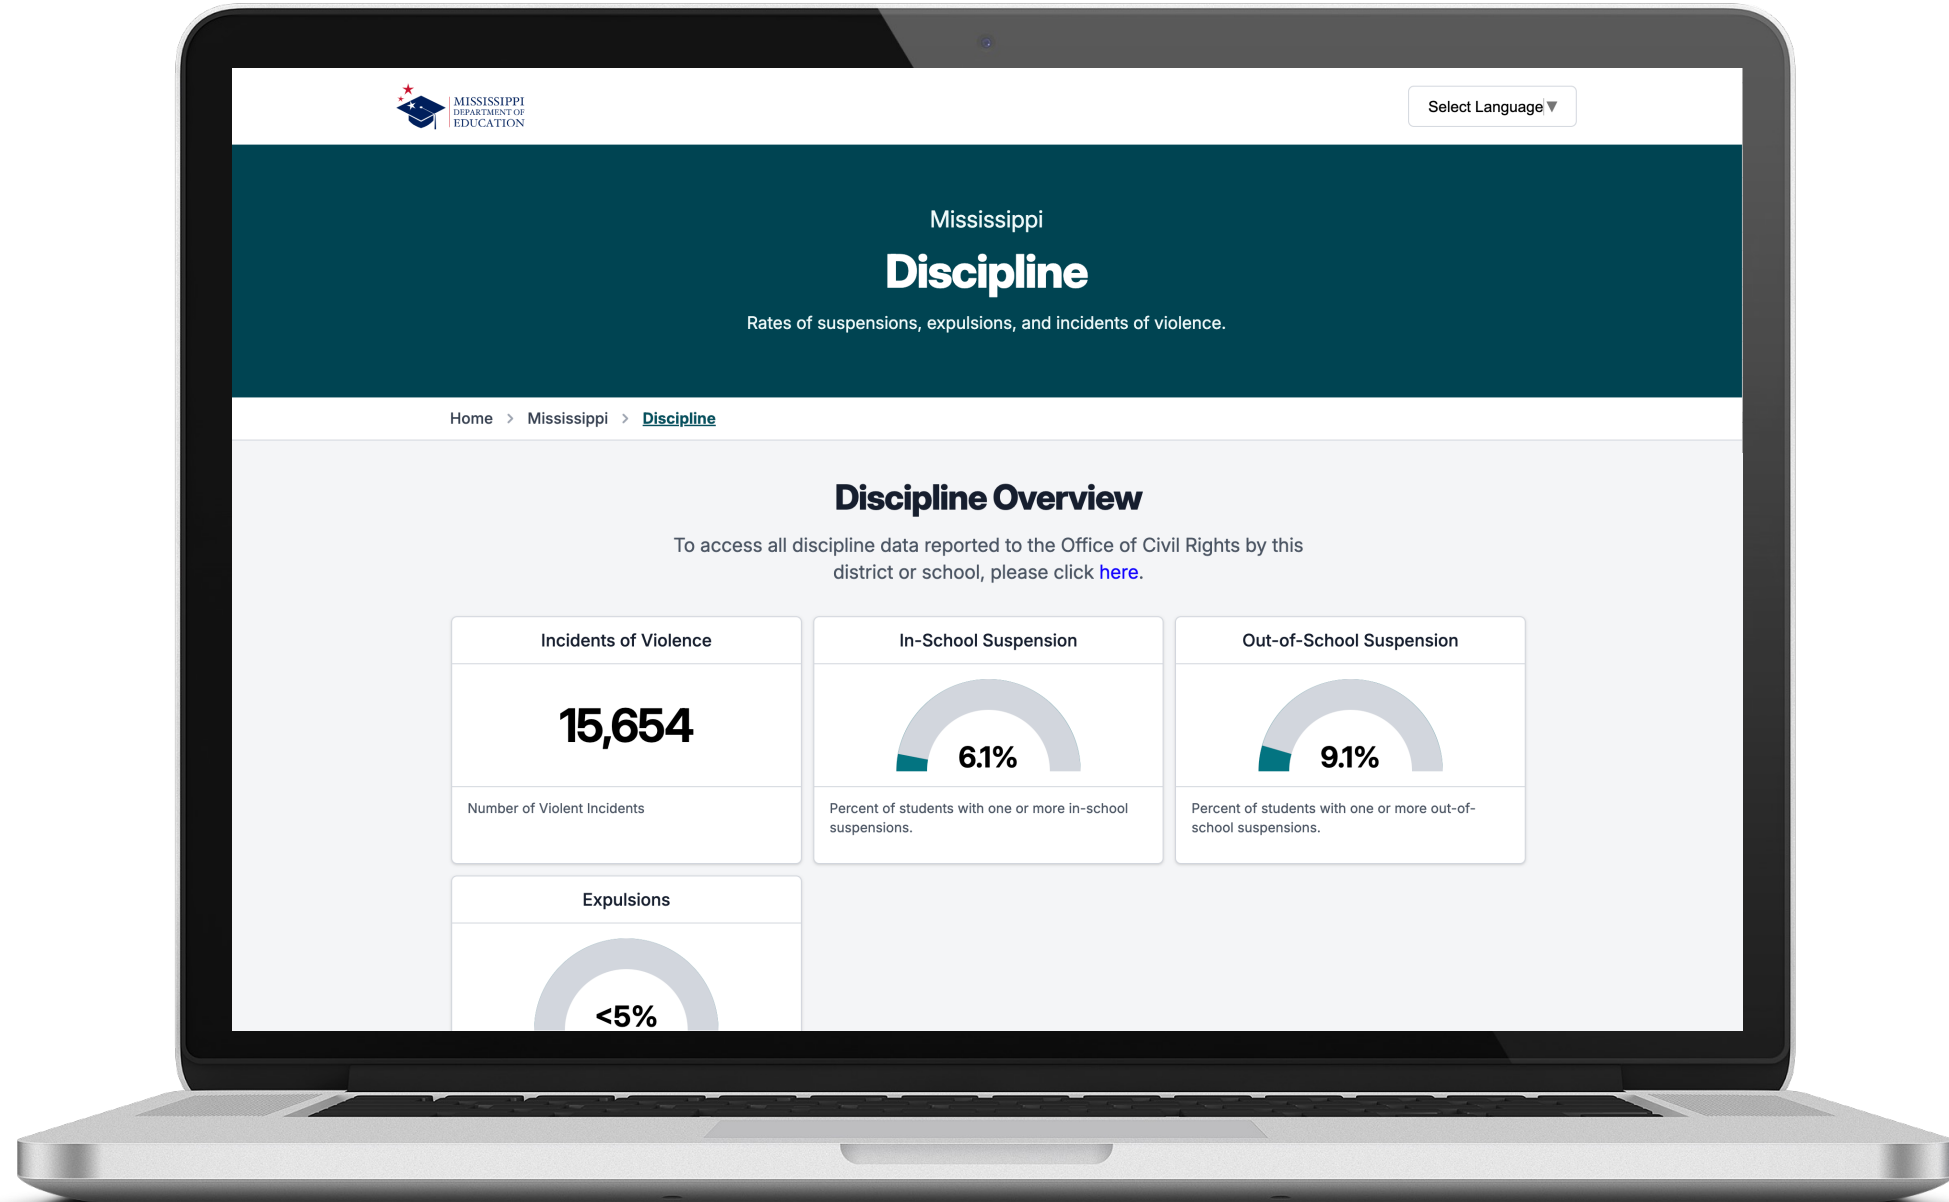 MISSISSIPPI
DEPARTMENT OF
EDUCATION
Select Language ▼
Mississippi
Discipline
Rates of suspensions, expulsions, and incidents of violence.
Home > Mississippi > Discipline
Discipline Overview
To access all discipline data reported to the Office of Civil Rights by this
district or school, please click here.
Incidents of Violence
15,654
Number of Violent Incidents
In-School Suspension
6.1%
Percent of students with one or more in-school
suspensions.
Out-of-School Suspension
9.1%
Percent of students with one or more out-of-
school suspensions.
Expulsions
<5%